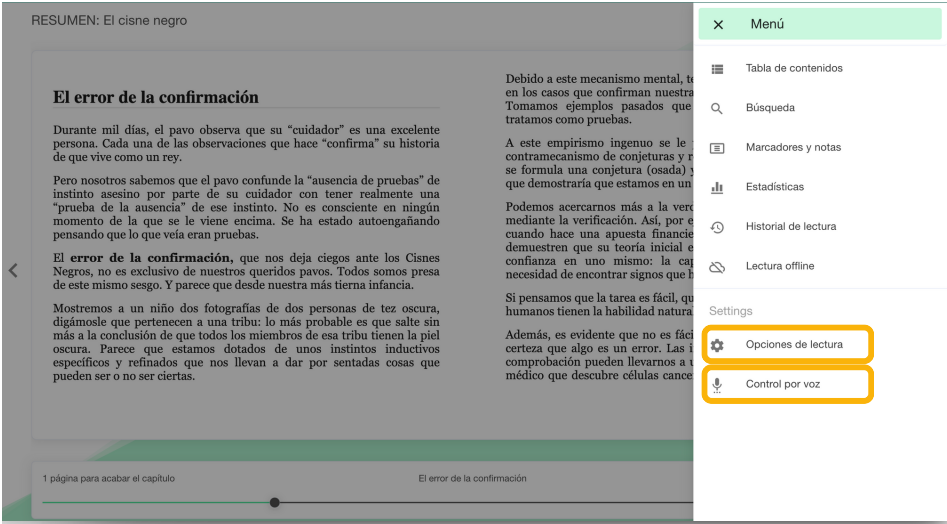 RESUMEN: El cisne negro
El error de la confirmación
Durante mil días, el pavo observa que su “cuidador” es una excelente
persona. Cada una de las observaciones que hace “confirma” su historia
de que vive como un rey.
Pero nosotros sabemos que el pavo confunde la “ausencia de pruebas” de
instinto asesino por parte de su cuidador con tener realmente una
“prueba de la ausencia” de ese instinto. No es consciente en ningún
momento de la que se le viene encima. Se ha estado autoengañando
pensando que lo que veía eran pruebas.
El error de la confirmación, que nos deja ciegos ante los Cisnes
Negros, no es exclusivo de nuestros queridos pavos. Todos somos presa
de este mismo sesgo. Y parece que desde nuestra más tierna infancia.
Mostremos a un niño dos fotografías de dos personas de tez oscura,
digámosle que pertenecen a una tribu: lo más probable es que salte sin
más a la conclusión de que todos los miembros de esa tribu tienen la piel
oscura. Parece que estamos dotados de unos instintos inductivos
específicos y refinados que nos llevan a dar por sentadas cosas que
pueden ser o no ser ciertas.
Debido a este mecanismo mental, te
en los casos que confirman nuestra
Tomamos ejemplos pasados que
tratamos como pruebas.
A este empirismo ingenuo se le
contramecanismo de conjeturas y r
se formula una conjetura (osada) y
que demostraría que estamos en un
Podemos acercarnos más a la verd
mediante la verificación. Así, por e
cuando hace una apuesta financie
demuestren que su teoría inicial e
confianza en uno mismo: la cap
necesidad de encontrar signos que h
Si pensamos que la tarea es fácil, qu
humanos tienen la habilidad natura
Además, es evidente que no es fáci
certeza que algo es un error. Las i
comprobación pueden llevarnos a u
médico que descubre células cance
1 página para acabar el capítulo
El error de la confirmación
Menú
Tabla de contenidos
Búsqueda
Marcadores y notas
Estadísticas
Historial de lectura
Lectura offline
Settings
Opciones de lectura
Control por voz